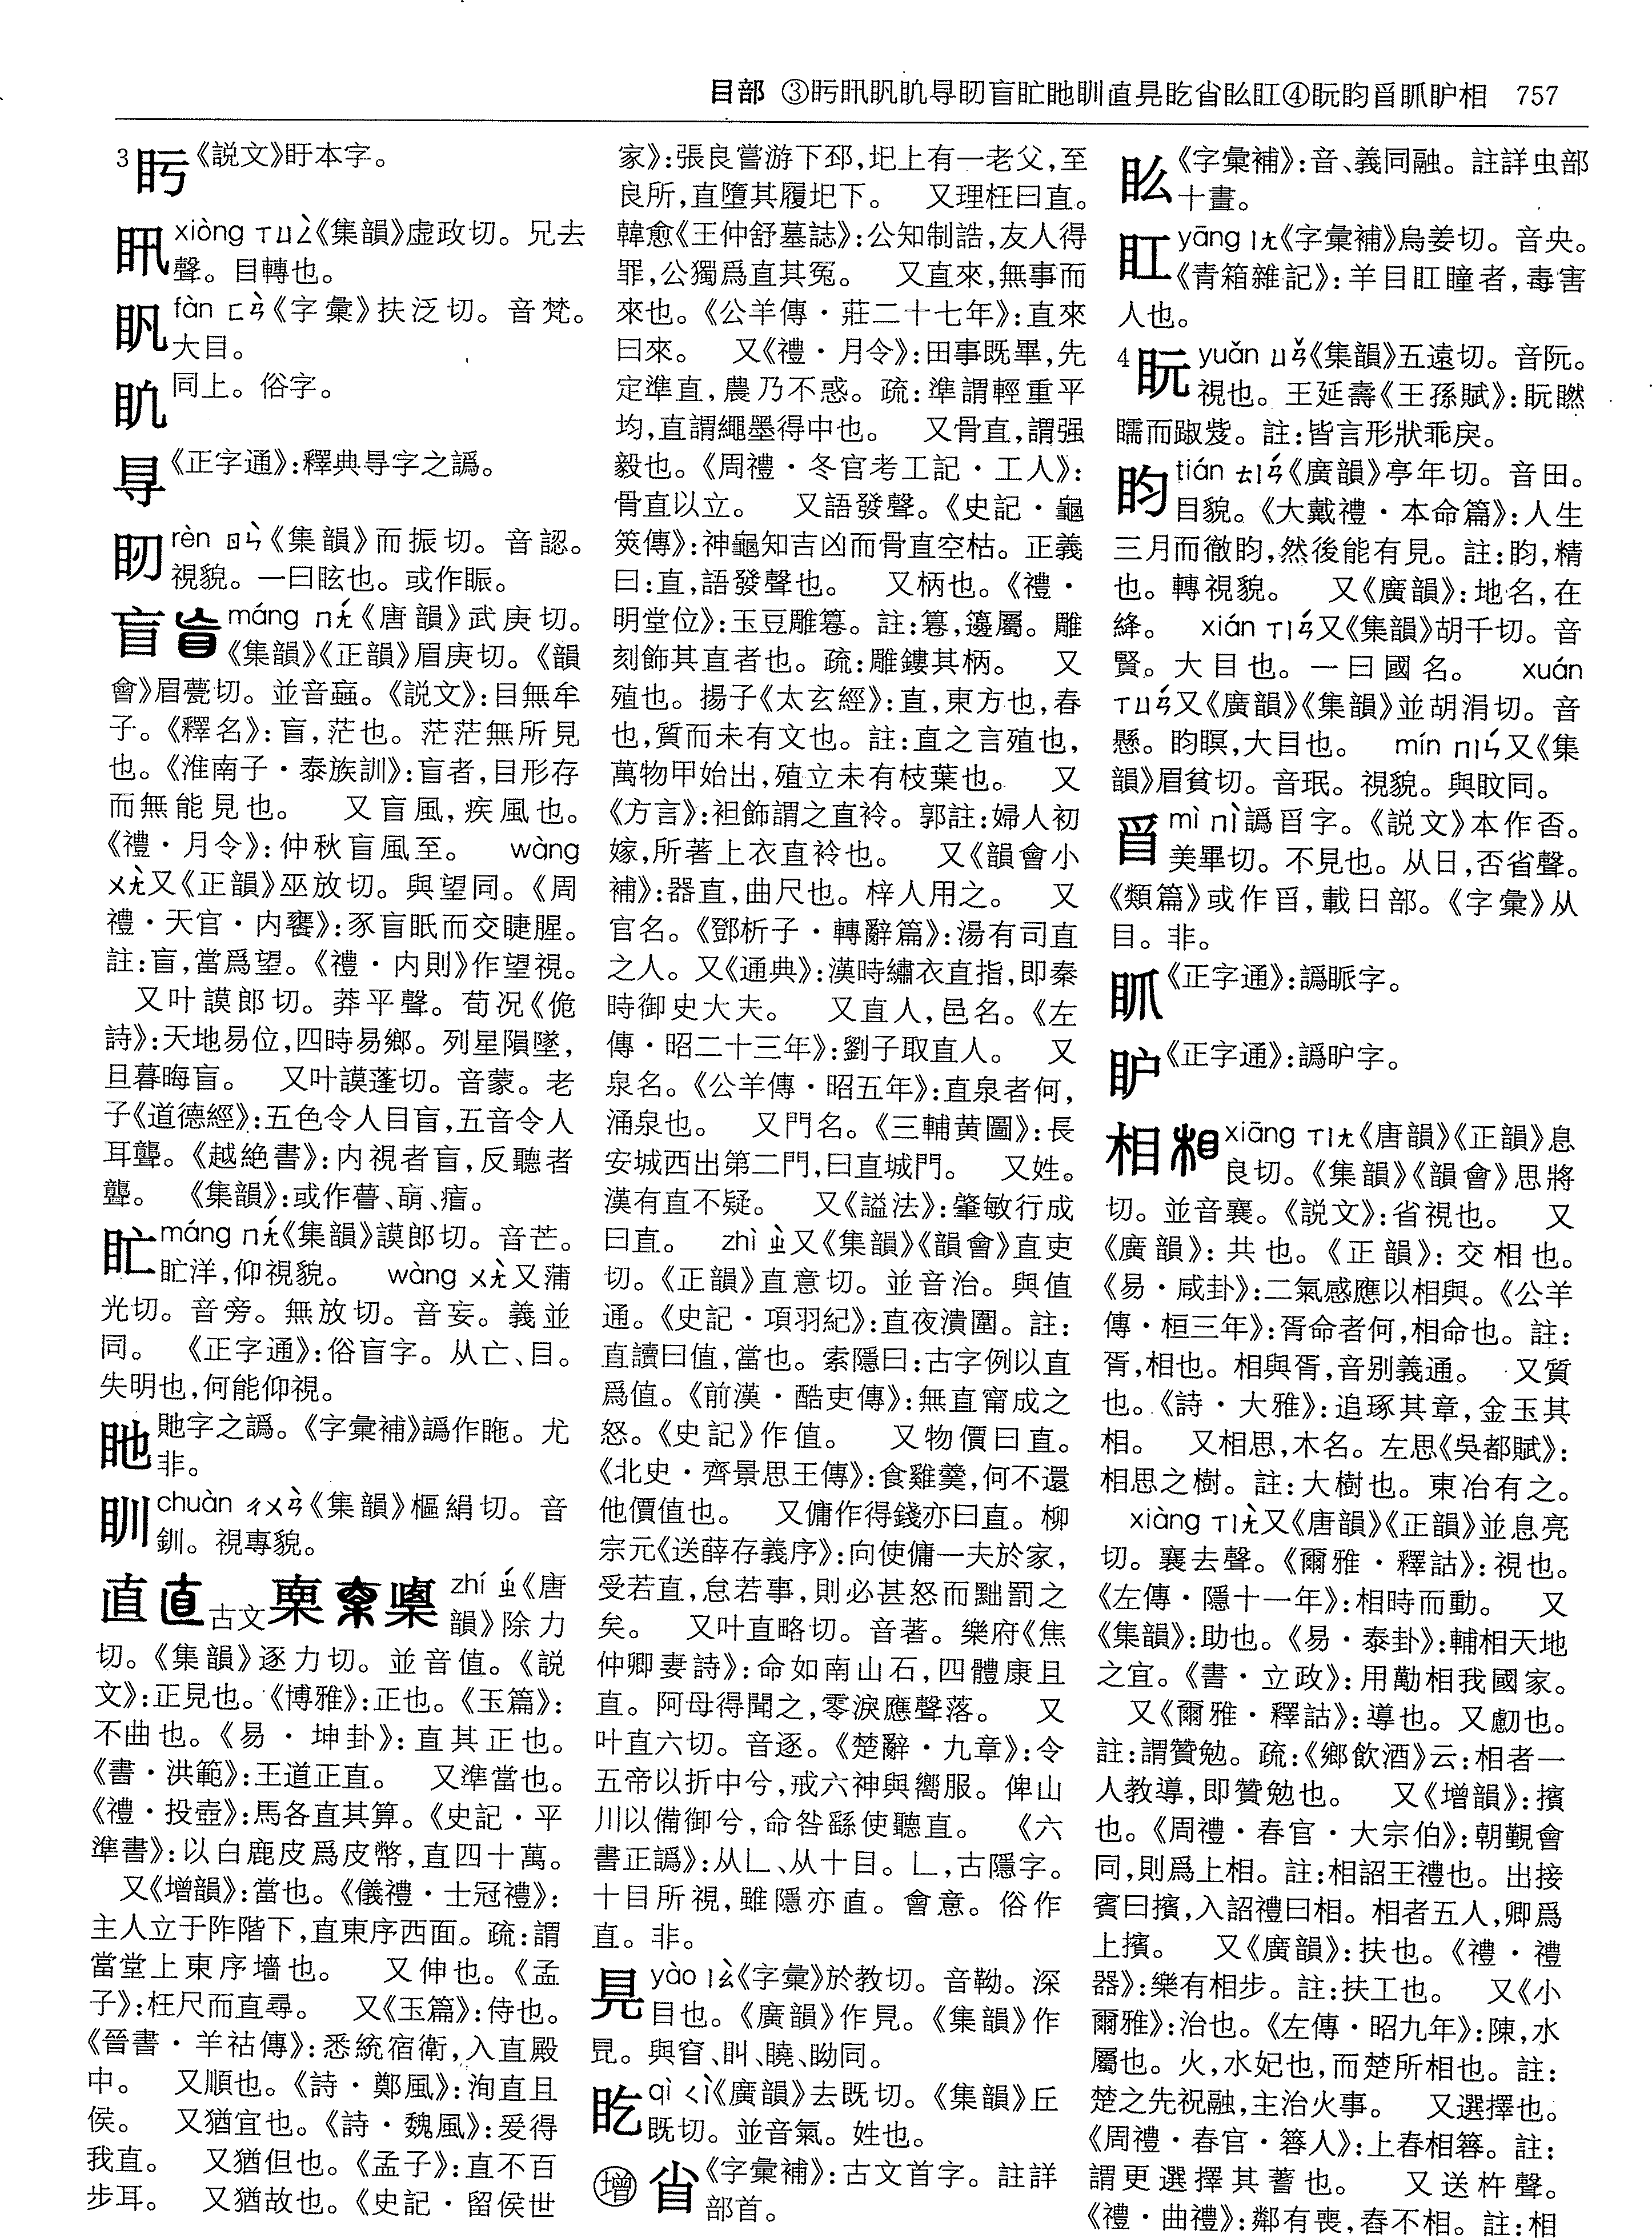 目部 ③盱𥄎𥄑肍㝷䀔盲𥄂䀛䀝直𥄉盵𡮐䀏𥄗④盶盷䀑𥄠𥄫相 757
3 《説文》盱本字。
xiòng ㄒㄩㄥˋ《集韻》虚政切。兄去
聲。目轉也。
fàn ㄈㄢˋ《字彙》扶泛切。音梵。
大目。
同上。俗字。
《正字通》:釋典㝵字之譌。
rèn ㄖㄣˋ《集韻》而振切。音認。
視貌。一曰眩也。或作眹。
盲 máng ㄇㄤˊ《唐韻》武庚切。
《集韻》《正韻》眉庚切。《韻
會》眉甍切。並音蝱。《説文》:目無牟
子。《釋名》:盲,茫也。茫茫無所見
也。《淮南子・泰族訓》:盲者,目形存
而無能見也。 又盲風,疾風也。
《禮・月令》:仲秋盲風至。 wàng
ㄨㄤˋ又《正韻》巫放切。與望同。《周
禮・天官・内饔》:豕盲眡而交睫腥。
註:盲,當爲望。《禮・内則》作望視。
又叶謨郎切。莽平聲。荀況《佹
詩》:天地易位,四時易鄉。列星隕墜,
旦暮晦盲。 又叶謨蓬切。音蒙。老
子《道德經》:五色令人目盲,五音令人
耳聾。《越絶書》:内視者盲,反聽者
聾。 《集韻》:或作瞢、萌、𤸫。
máng ㄇㄤˊ《集韻》謨郎切。音芒。
𥄂洋,仰視貌。 wàng ㄨㄤˋ又蒲
光切。音旁。無放切。音妄。義並
同。 《正字通》:俗盲字。从亡、目。
失明也,何能仰視。
貤字之譌。《字彙補》譌作䀢。尤
非。
chuàn ㄔㄨㄢˋ《集韻》樞絹切。音
釧。視專貌。
直 古文 zhí ㄓˊ《唐
韻》除力
切。《集韻》逐力切。並音值。《説
文》:正見也。《博雅》:正也。《玉篇》:
不曲也。《易・坤卦》:直其正也。
《書・洪範》:王道正直。 又準當也。
《禮・投壺》:馬各直其算。《史記・平
準書》:以白鹿皮爲皮幣,直四十萬。
又《增韻》:當也。《儀禮・士冠禮》:
主人立于阼階下,直東序西面。疏:謂
當堂上東序墻也。 又伸也。《孟
子》:枉尺而直尋。 又《玉篇》:侍也。
《晉書・羊祜傳》:悉統宿衛,入直殿
中。 又順也。《詩・鄭風》:洵直且
侯。 又猶宜也。《詩・魏風》:爰得
我直。 又猶但也。《孟子》:直不百
步耳。 又猶故也。《史記・留侯世
家》:張良嘗游下邳,圯上有一老父,至
良所,直墮其履圯下。 又理枉曰直。
韓愈《王仲舒墓誌》:公知制誥,友人得
罪,公獨爲直其冤。 又直來,無事而
來也。《公羊傳・莊二十七年》:直來
曰來。 又《禮・月令》:田事既畢,先
定準直,農乃不惑。疏:準謂輕重平
均,直謂繩墨得中也。 又骨直,謂强
毅也。《周禮・冬官考工記・工人》:
骨直以立。 又語發聲。《史記・龜
筴傳》:神龜知吉凶而骨直空枯。正義
曰:直,語發聲也。 又柄也。《禮・
明堂位》:玉豆雕篹。註:篹,籩屬。雕
刻飾其直者也。疏:雕鏤其柄。 又
殖也。揚子《太玄經》:直,東方也,春
也,質而未有文也。註:直之言殖也,
萬物甲始出,殖立未有枝葉也。 又
《方言》:袒飾謂之直衿。郭註:婦人初
嫁,所著上衣直衿也。 又《韻會小
補》:器直,曲尺也。梓人用之。 又
官名。《鄧析子・轉辭篇》:湯有司直
之人。又《通典》:漢時繡衣直指,即秦
時御史大夫。 又直人,邑名。《左
傳・昭二十三年》:劉子取直人。 又
泉名。《公羊傳・昭五年》:直泉者何,
涌泉也。 又門名。《三輔黄圖》:長
安城西出第二門,曰直城門。 又姓。
漢有直不疑。 又《謚法》:肇敏行成
曰直。 zhì ㄓˋ又《集韻》《韻會》直吏
切。《正韻》直意切。並音治。與值
通。《史記・項羽紀》:直夜潰圍。註:
直讀曰值,當也。索隱曰:古字例以直
爲值。《前漢・酷吏傳》:無直甯成之
怒。《史記》作值。 又物價曰直。
《北史・齊景思王傳》:食雞羹,何不還
他價值也。 又傭作得錢亦曰直。柳
宗元《送薛存義序》:向使傭一夫於家,
受若直,怠若事,則必甚怒而黜罰之
矣。 又叶直略切。音著。樂府《焦
仲卿妻詩》:命如南山石,四體康且
直。阿母得聞之,零淚應聲落。 又
叶直六切。音逐。《楚辭・九章》:令
五帝以折中兮,戒六神與嚮服。俾山
川以備御兮,命咎繇使聽直。 《六
書正譌》:从乚、从十目。乚,古隱字。
十目所視,雖隱亦直。會意。俗作
直。非。
yào ㄧㄠˋ《字彙》於教切。音靿。深
目也。《廣韻》作見。《集韻》作
旯。與窅、䀎、䁱、眑同。
盵 qì ㄑㄧˋ《廣韻》去既切。《集韻》丘
既切。並音氣。姓也。
增 《字彙補》:古文首字。註詳
部首。
《字彙補》:音、義同融。註詳虫部
十畫。
yāng ㄧㄤ《字彙補》烏姜切。音央。
《青箱雜記》:羊目𥄗瞳者,毒害
人也。
4 盶 yuǎn ㄩㄢˇ《集韻》五遠切。音阮。
視也。王延壽《王孫賦》:盶䁑
𥌎而踧䠕。註:皆言形狀乖戾。
盷 tián ㄊㄧㄢˊ《廣韻》亭年切。音田。
目貌。《大戴禮・本命篇》:人生
三月而徹盷,然後能有見。註:盷,精
也。轉視貌。 又《廣韻》:地名,在
絳。 xián ㄒㄧㄢˊ又《集韻》胡千切。音
賢。大目也。一曰國名。 xuán
ㄒㄩㄢˊ又《廣韻》《集韻》並胡涓切。音
懸。盷瞑,大目也。 mín ㄇㄧㄣˊ又《集
韻》眉貧切。音珉。視貌。與盿同。
mì ㄇㄧˋ譌䀑字。《説文》本作否。
美畢切。不見也。从日,否省聲。
《類篇》或作䀑,載日部。《字彙》从
目。非。
《正字通》:譌眽字。
《正字通》:譌昈字。
相 xiāng ㄒㄧㄤ《唐韻》《正韻》息
良切。《集韻》《韻會》思將
切。並音襄。《説文》:省視也。 又
《廣韻》:共也。《正韻》:交相也。
《易・咸卦》:二氣感應以相與。《公羊
傳・桓三年》:胥命者何,相命也。註:
胥,相也。相與胥,音别義通。 又質
也。《詩・大雅》:追琢其章,金玉其
相。 又相思,木名。左思《吳都賦》:
相思之樹。註:大樹也。東冶有之。
xiàng ㄒㄧㄤˋ又《唐韻》《正韻》並息亮
切。襄去聲。《爾雅・釋詁》:視也。
《左傳・隱十一年》:相時而動。 又
《集韻》:助也。《易・泰卦》:輔相天地
之宜。《書・立政》:用勱相我國家。
又《爾雅・釋詁》:導也。又勴也。
註:謂贊勉。疏:《鄉飲酒》云:相者一
人教導,即贊勉也。 又《增韻》:擯
也。《周禮・春官・大宗伯》:朝覲會
同,則爲上相。註:相詔王禮也。出接
賓曰擯,入詔禮曰相。相者五人,卿爲
上擯。 又《廣韻》:扶也。《禮・禮
器》:樂有相步。註:扶工也。 又《小
爾雅》:治也。《左傳・昭九年》:陳,水
屬也。火,水妃也,而楚所相也。註:
楚之先祝融,主治火事。 又選擇也。
《周禮・春官・簭人》:上春相簭。註:
謂更選擇其蓍也。 又送杵聲。
《禮・曲禮》:鄰有喪,舂不相。註:相